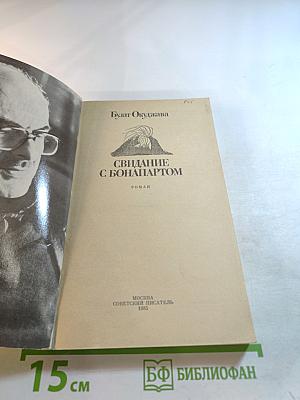 Булат Окуджава
СВИДАНИЕ
С БОНАПАРТОМ
РОМАН
МОСКВА
СОВЕТСКИЙ ПИСАТЕЛЬ
1985
15 см
БФ БИБЛИОФАН